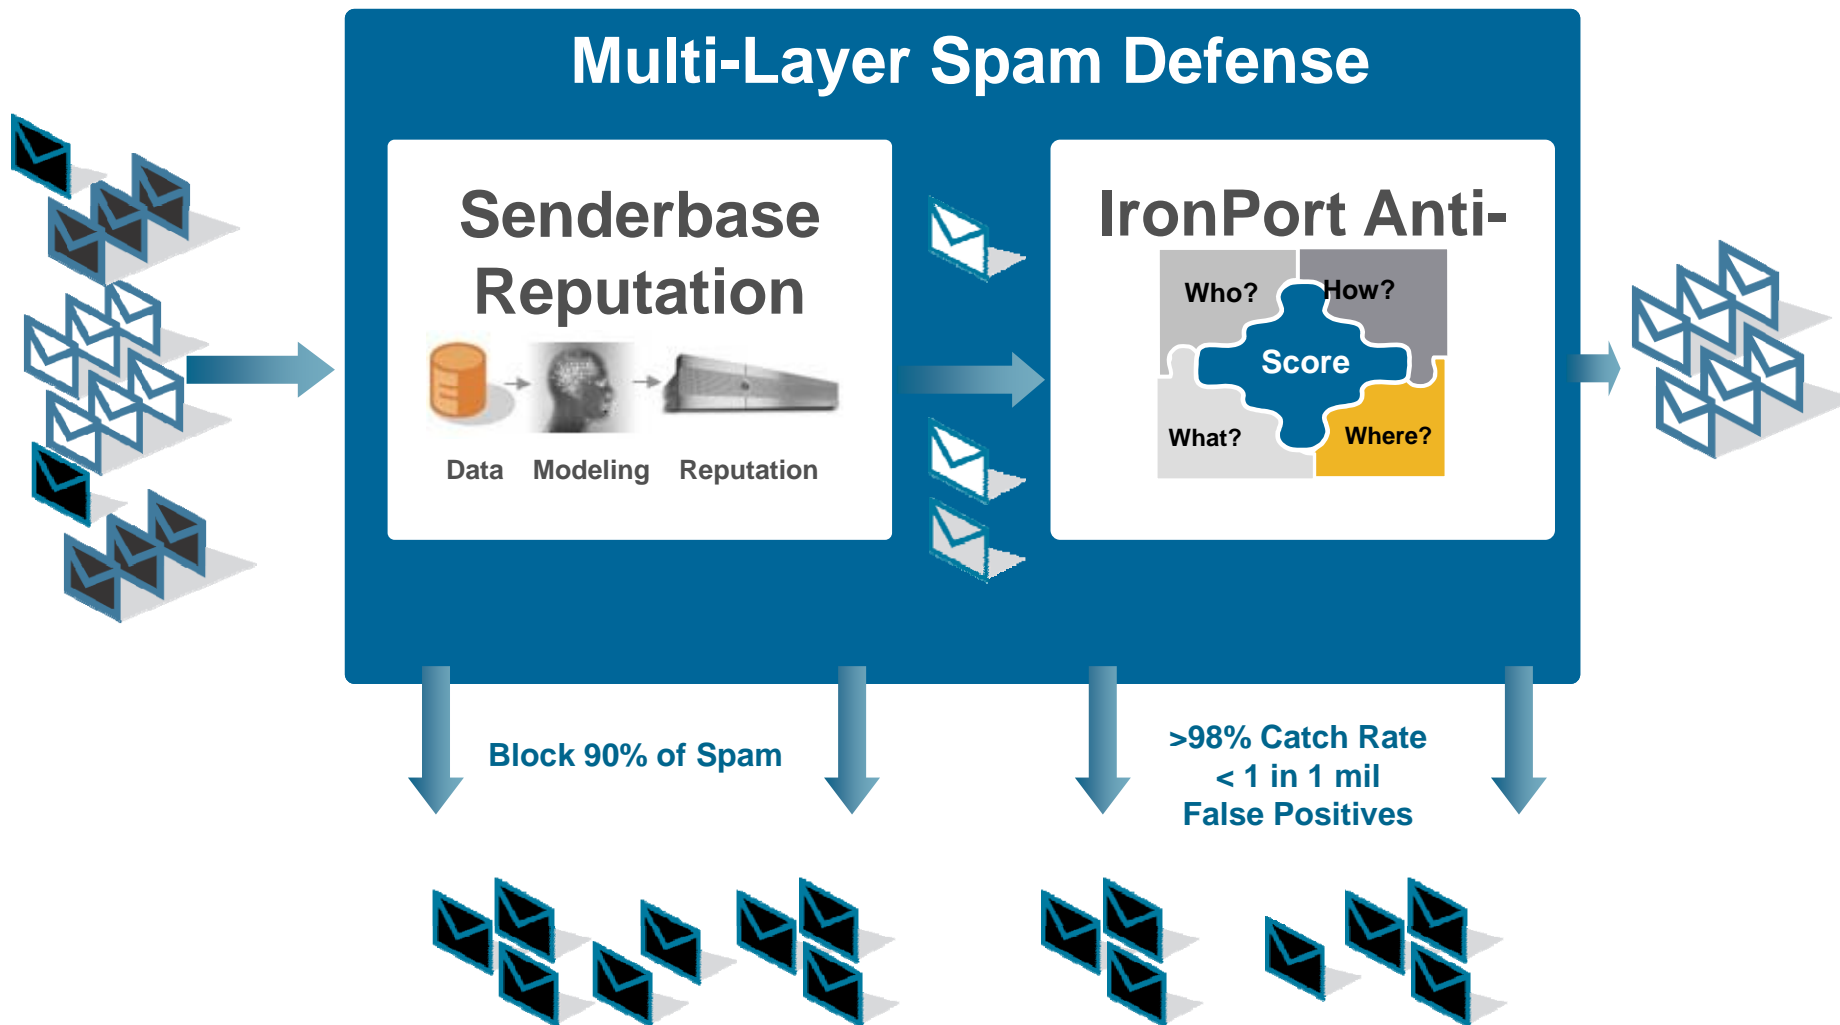 Multi-Layer Spam Defense
Senderbase
Reputation
Data
Modeling
Reputation
IronPort Anti-
Who?
How?
Score
What?
Where?
Block 90% of Spam
>98% Catch Rate
< 1 in 1 mil
False Positives